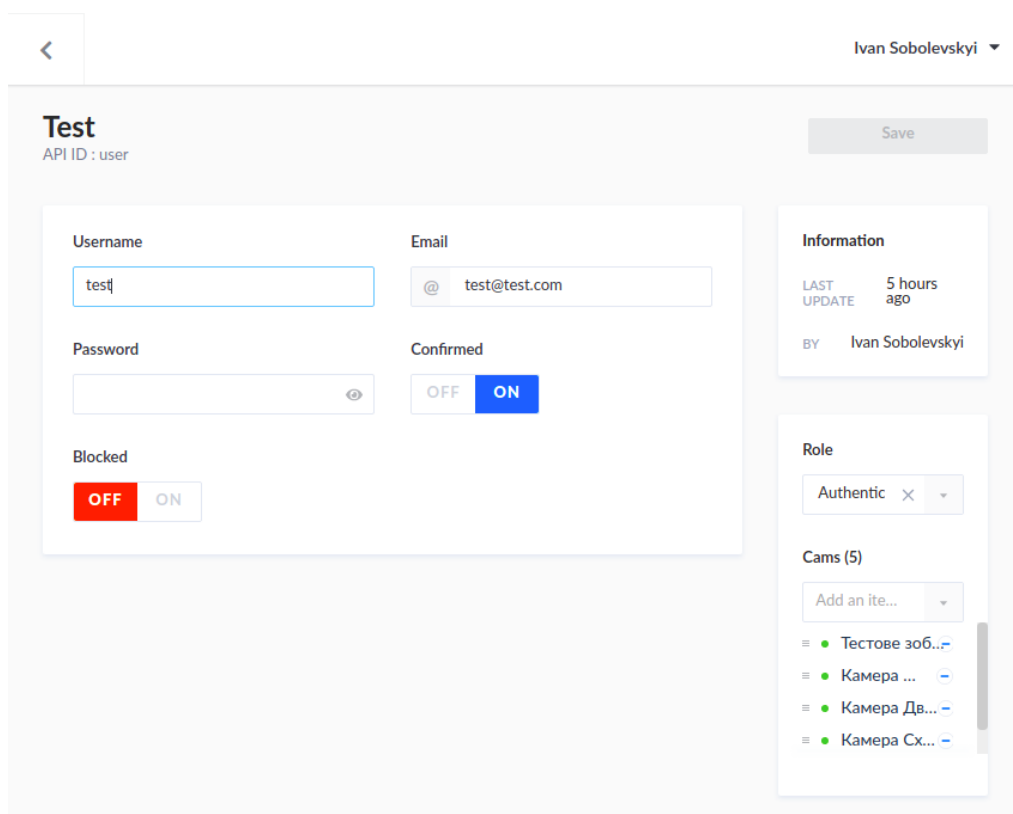 Ivan Sobolevskyi
Test
API ID : user
Save
Username
test
Email
@ test@test.com
Password
Confirmed
OFF ON
Blocked
OFF ON
Information
LAST UPDATE
5 hours ago
BY Ivan Sobolevskyi
Role
Authentic
Cams (5)
Add an ite...
Тестове зоб...
Камера ...
Камера Дв...
Камера Сх...